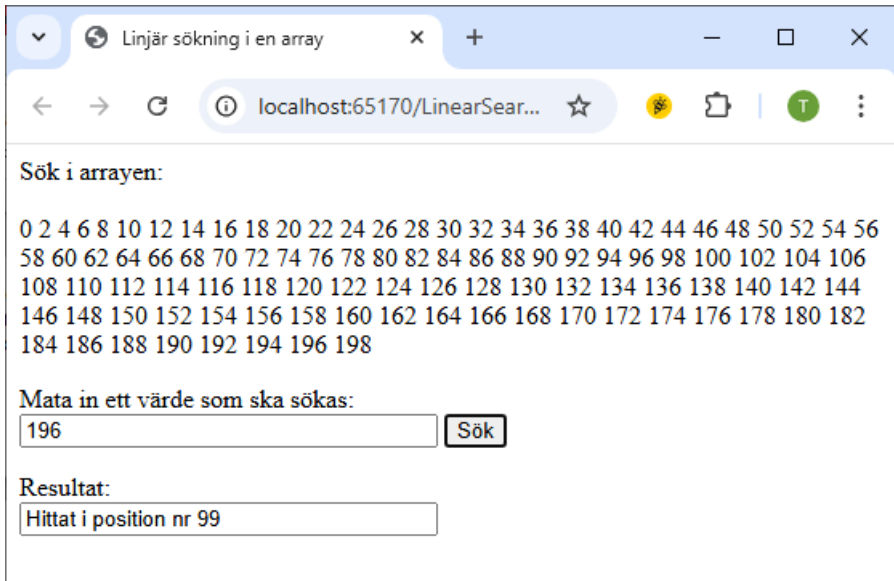 Linjär sökning i en array
localhost:65170/LinearSear...
T
Sök i arrayen:
0 2 4 6 8 10 12 14 16 18 20 22 24 26 28 30 32 34 36 38 40 42 44 46 48 50 52 54 56
58 60 62 64 66 68 70 72 74 76 78 80 82 84 86 88 90 92 94 96 98 100 102 104 106
108 110 112 114 116 118 120 122 124 126 128 130 132 134 136 138 140 142 144
146 148 150 152 154 156 158 160 162 164 166 168 170 172 174 176 178 180 182
184 186 188 190 192 194 196 198
Mata in ett värde som ska sökas:
196 Sök
Resultat:
Hittat i position nr 99